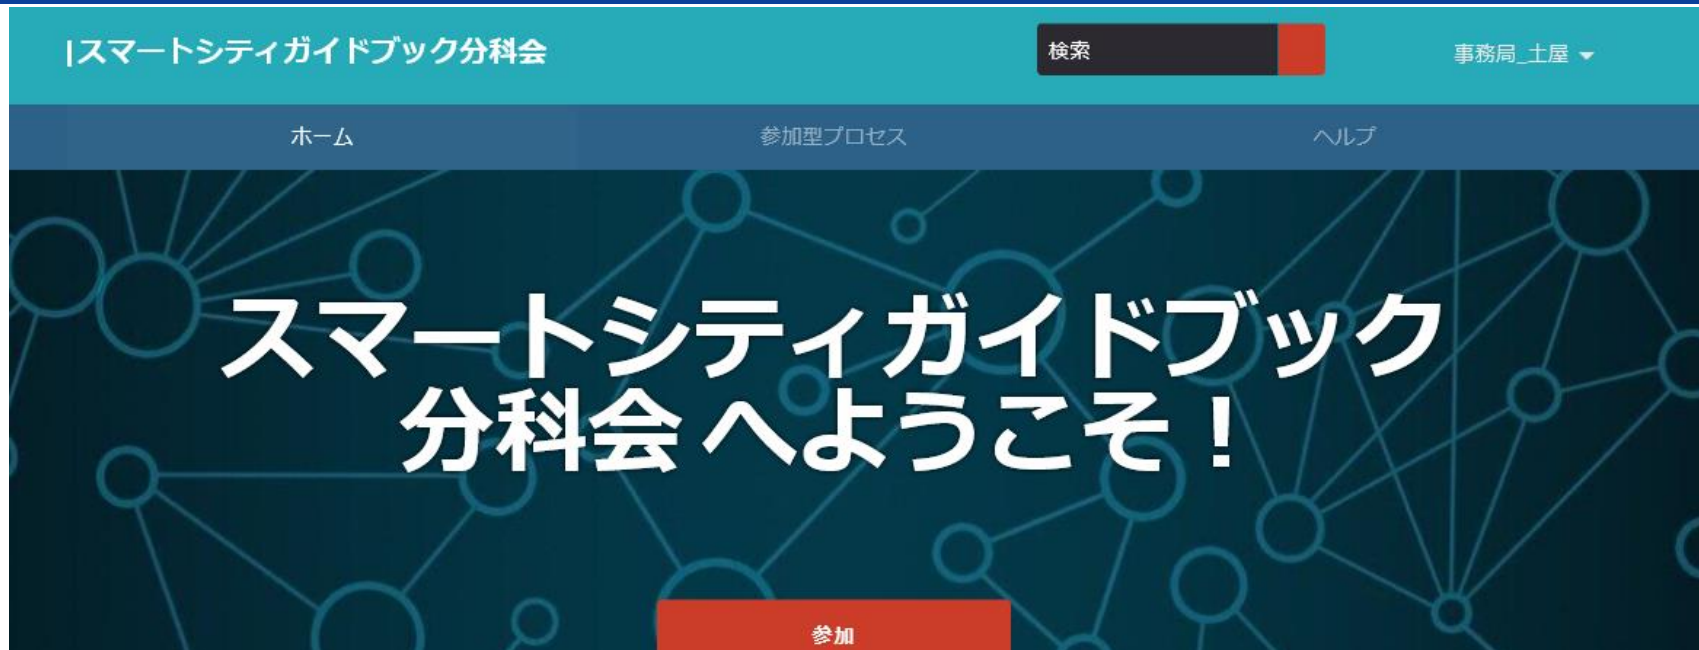 |スマートシティガイドブック分科会
検索
事務局_土屋
ホーム
参加型プロセス
ヘルプ
スマートシティガイドブック
分科会 へようこそ！
参加